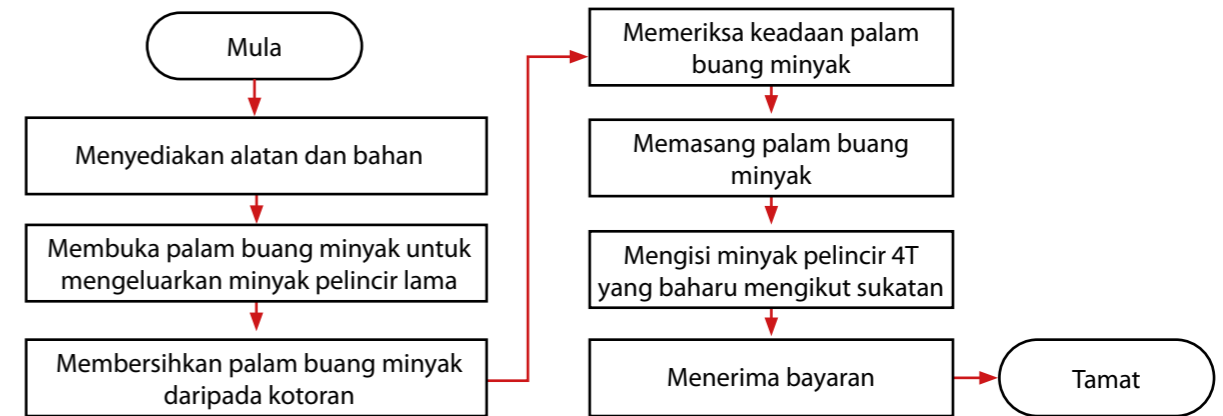 Mula
Menyediakan alatan dan bahan
Membuka palam buang minyak untuk
mengeluarkan minyak pelincir lama
Membersihkan palam buang minyak
daripada kotoran
Memeriksa keadaan palam
buang minyak
Memasang palam buang
minyak
Mengisi minyak pelincir 4T
yang baharu mengikut sukatan
Menerima bayaran
Tamat